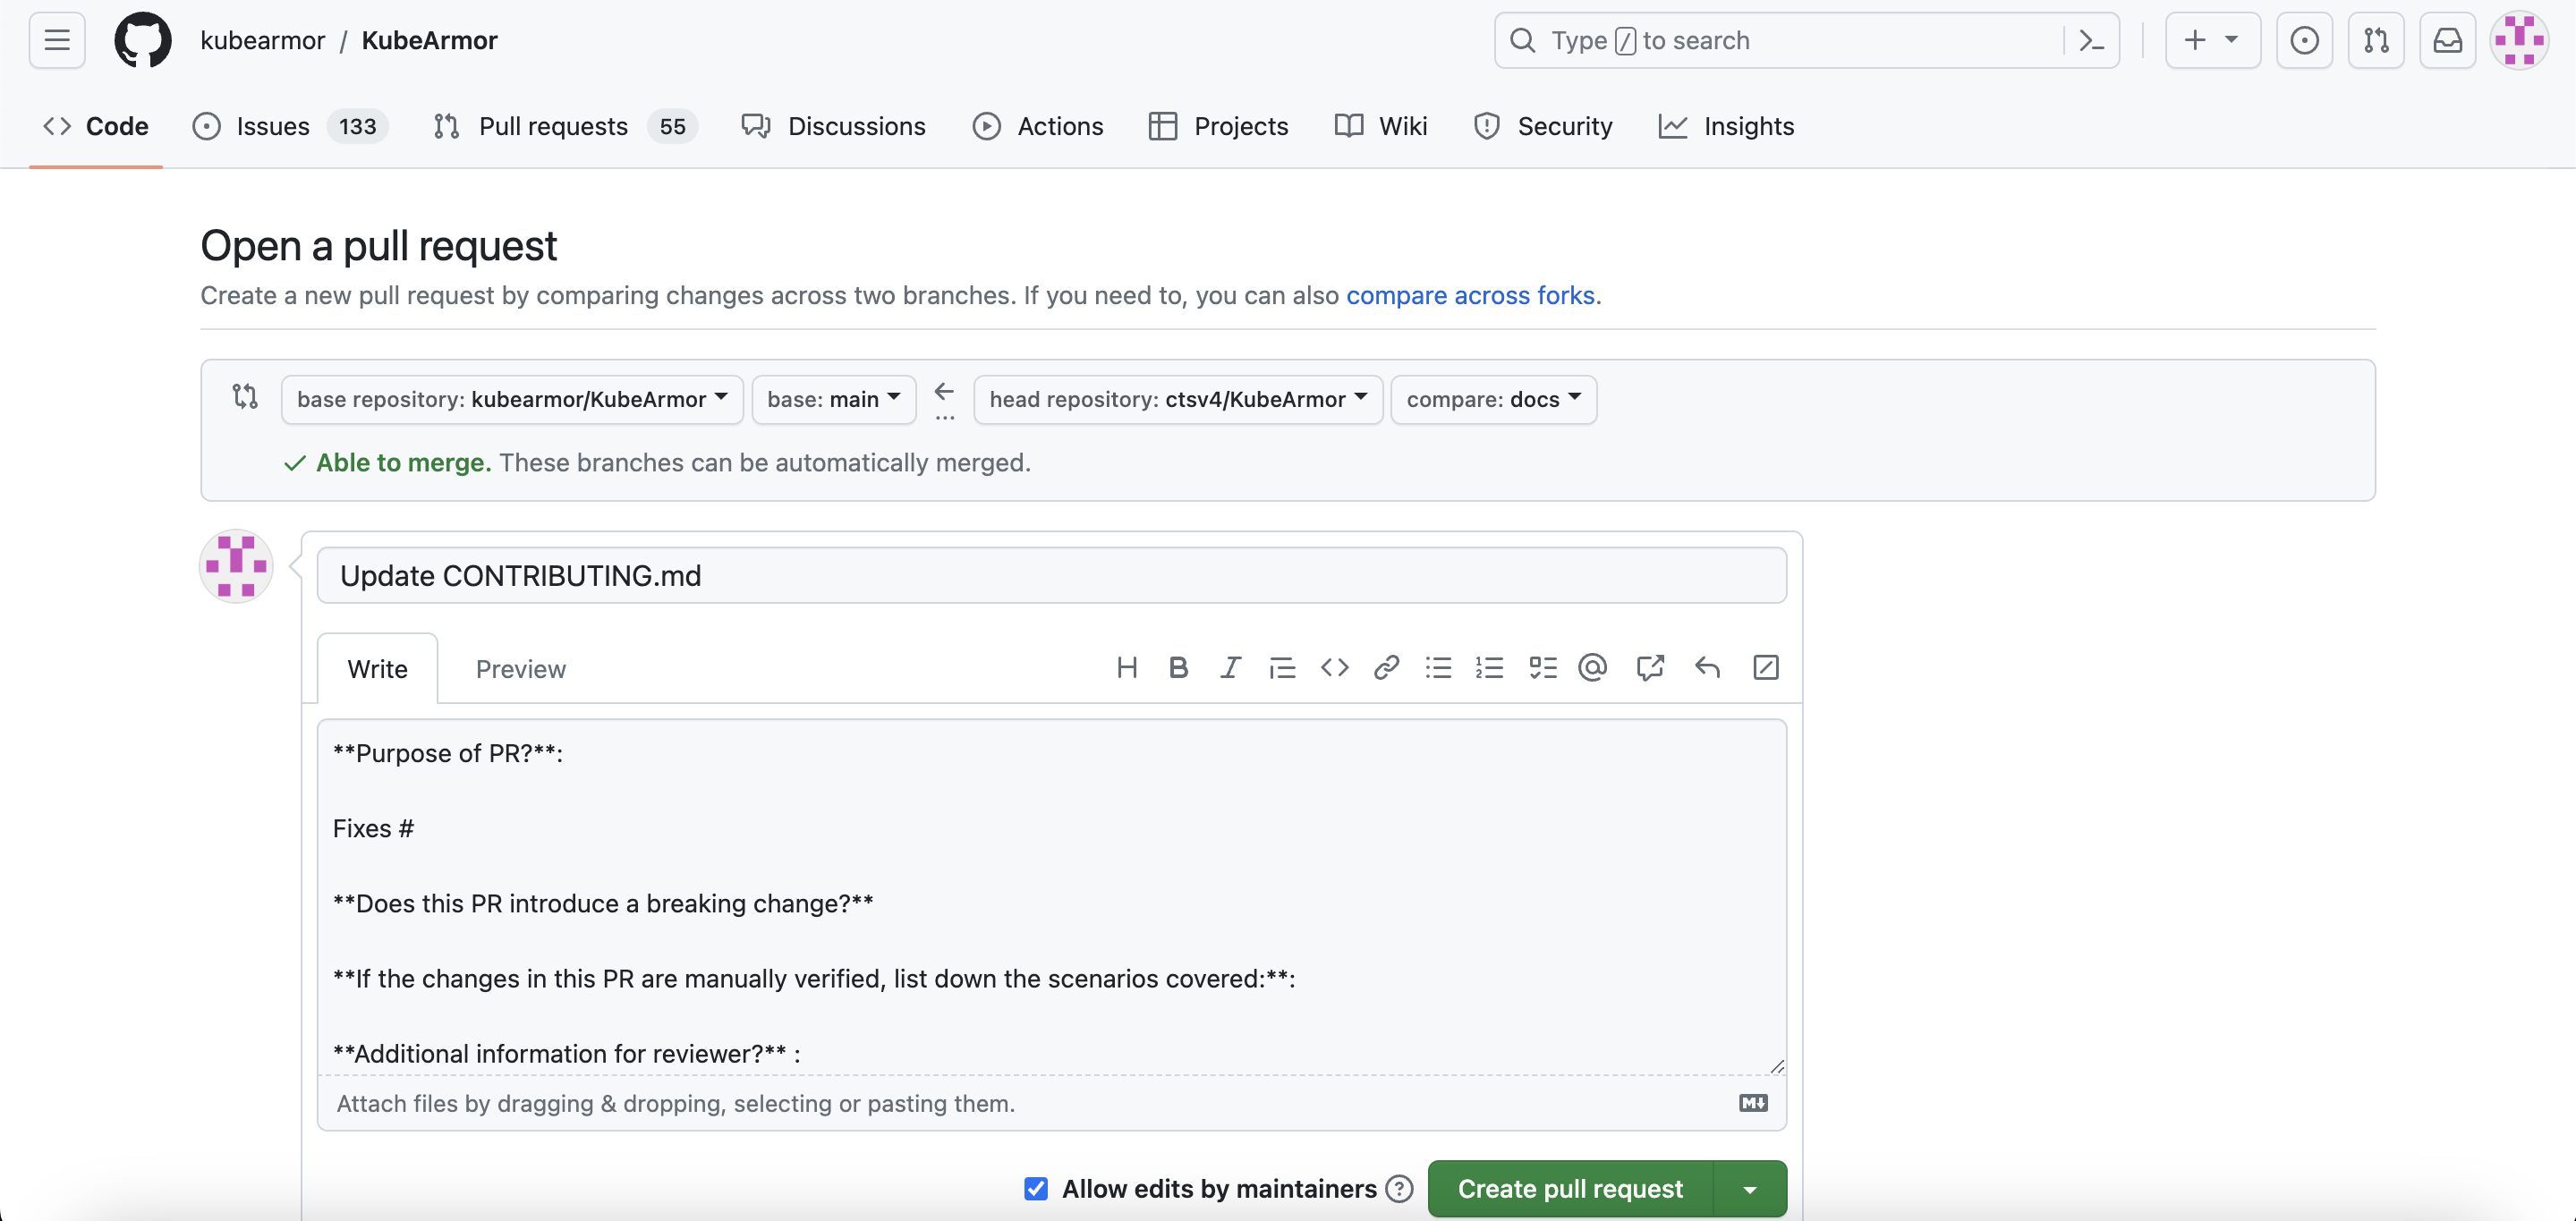 kubearmor / KubeArmor
Type / to search
Code
Issues 133
Pull requests 55
Discussions
Actions
Projects
Wiki
Security
Insights
Open a pull request
Create a new pull request by comparing changes across two branches. If you need to, you can also compare across forks.
base repository: kubearmor/KubeArmor
base: main
head repository: ctsv4/KubeArmor
compare: docs
Able to merge. These branches can be automatically merged.
Update CONTRIBUTING.md
Write
Preview
**Purpose of PR?**:
Fixes #
**Does this PR introduce a breaking change?**
**If the changes in this PR are manually verified, list down the scenarios covered:**:
**Additional information for reviewer?** :
Attach files by dragging & dropping, selecting or pasting them.
Allow edits by maintainers
Create pull request